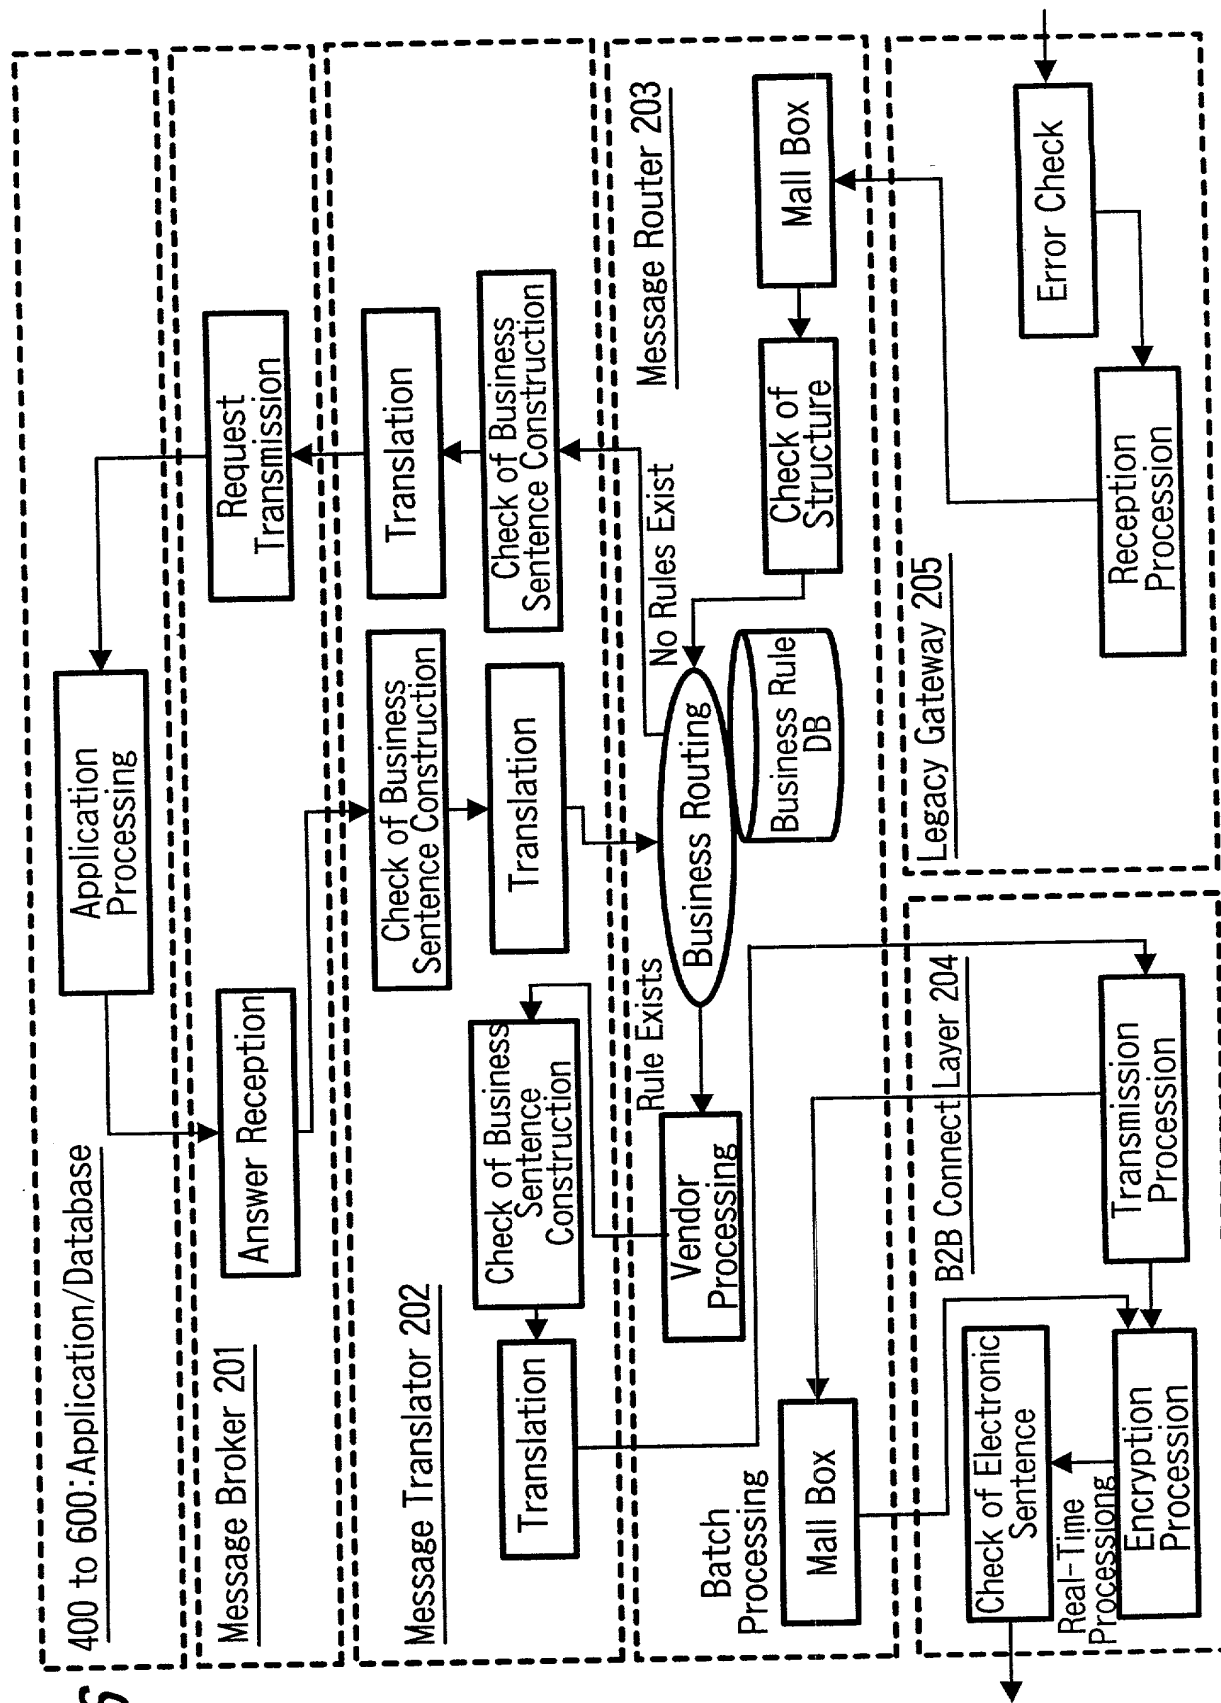 400 to 600:Application/Database
Application
Processing
Message Broker 201
Answer Reception
Request
Transmission
Message Translator 202
Check of Business
Sentence Construction
Translation
Translation
Check of Business
Sentence Construction
Check of Business
Sentence
Construction
Translation
Message Router 203
Rule Exists
No Rules Exist
Business Routing
Business Rule
DB
Vendor
Processing
Check of
Structure
Mall Box
Batch
Processing
Mall Box
B2B Connect Layer 204
Check of Electronic
Sentence
Real-Time
Processiong
Encryption
Procession
Transmission
Procession
Legacy Gateway 205
Reception
Procession
Error Check
6